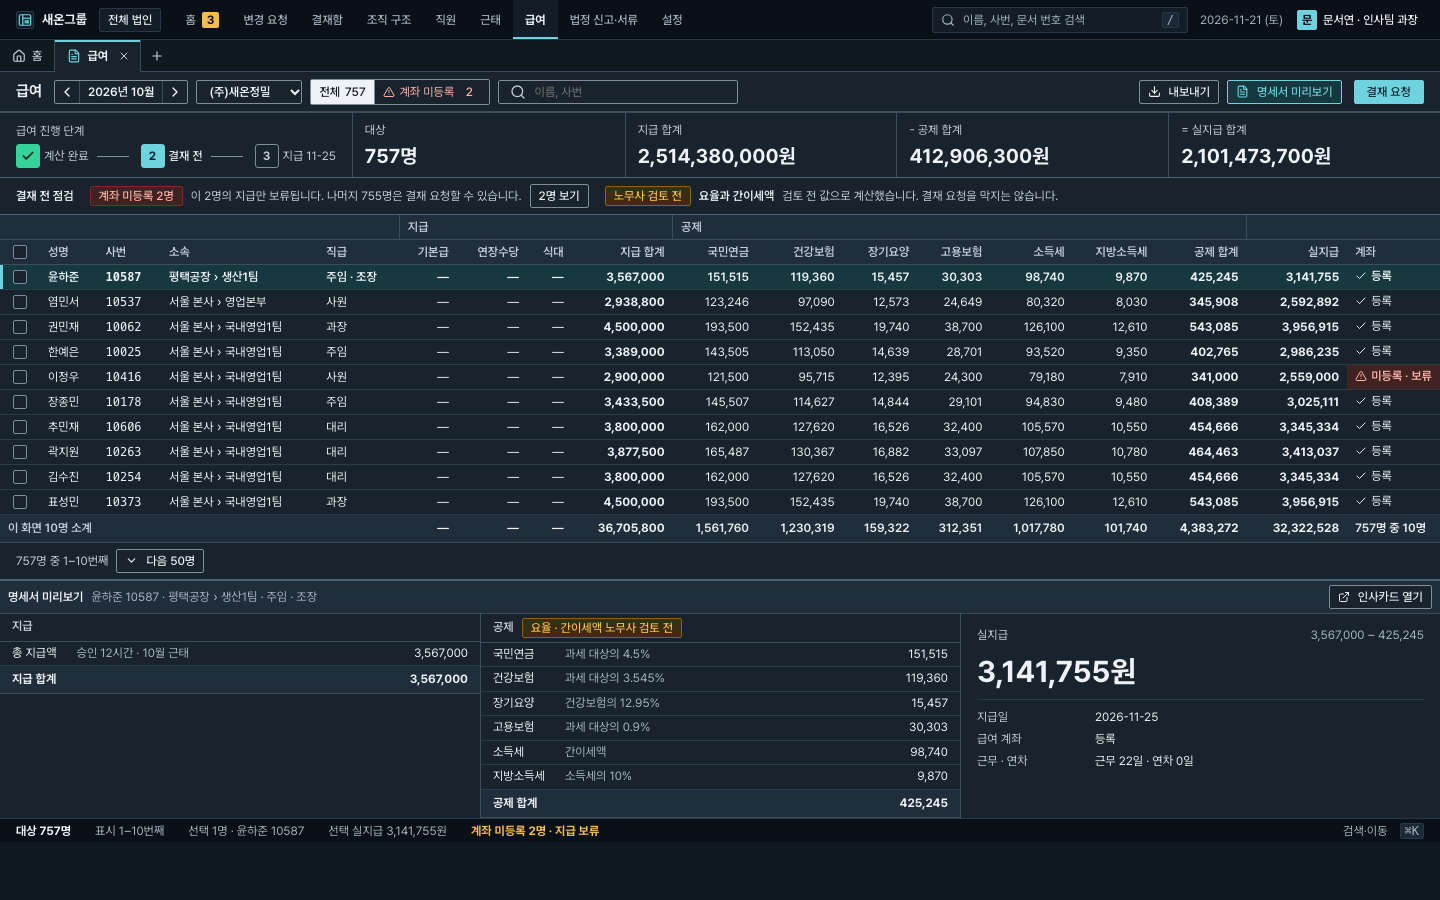 새온그룹 전체 법인 홈 3 변경 요청 결재함 조직 구조 직원 근태 급여 법정 신고·서류 설정 이름, 사번, 문서 번호 검색 / 2026-11-21 (토) 문 문서연 · 인사팀 과장
홈 급여 × +
급여 2026년 10월 (주)새온정밀 전체 757 계좌 미등록 2 이름, 사번 내보내기 명세서 미리보기 결재 요청
급여 진행 단계 대상 지급 합계 - 공제 합계 = 실지급 합계
계산 완료 2 결재 전 3 지급 11-25 757명 2,514,380,000원 412,906,300원 2,101,473,700원
결재 전 점검 계좌 미등록 2명 이 2명의 지급만 보류됩니다. 나머지 755명은 결재 요청할 수 있습니다. 2명 보기 노무사 검토 전 요율과 간이세액 검토 전 값으로 계산했습니다. 결재 요청을 막지는 않습니다.
지급 공제
성명 사번 소속 직급 기본급 연장수당 식대 지급 합계 국민연금 건강보험 장기요양 고용보험 소득세 지방소득세 공제 합계 실지급 계좌
윤하준 10587 평택공장 › 생산1팀 주임 · 조장 — — — 3,567,000 151,515 119,360 15,457 30,303 98,740 9,870 425,245 3,141,755 등록
염민서 10537 서울 본사 › 영업본부 사원 — — — 2,938,800 123,246 97,090 12,573 24,649 80,320 8,030 345,908 2,592,892 등록
권민재 10062 서울 본사 › 국내영업1팀 과장 — — — 4,500,000 193,500 152,435 19,740 38,700 126,100 12,610 543,085 3,956,915 등록
한예은 10025 서울 본사 › 국내영업1팀 주임 — — — 3,389,000 143,505 113,050 14,639 28,701 93,520 9,350 402,765 2,986,235 등록
이정우 10416 서울 본사 › 국내영업1팀 사원 — — — 2,900,000 121,500 95,715 12,395 24,300 79,180 7,910 341,000 2,559,000 미등록 · 보류
장종민 10178 서울 본사 › 국내영업1팀 주임 — — — 3,433,500 145,507 114,627 14,844 29,101 94,830 9,480 408,389 3,025,111 등록
추민재 10606 서울 본사 › 국내영업1팀 대리 — — — 3,800,000 162,000 127,620 16,526 32,400 105,570 10,550 454,666 3,345,334 등록
곽지원 10263 서울 본사 › 국내영업1팀 대리 — — — 3,877,500 165,487 130,367 16,882 33,097 107,850 10,780 464,463 3,413,037 등록
김수진 10254 서울 본사 › 국내영업1팀 대리 — — — 3,800,000 162,000 127,620 16,526 32,400 105,570 10,550 454,666 3,345,334 등록
표성민 10373 서울 본사 › 국내영업1팀 과장 — — — 4,500,000 193,500 152,435 19,740 38,700 126,100 12,610 543,085 3,956,915 등록
이 화면 10명 소계 — — — 36,705,800 1,561,760 1,230,319 159,322 312,351 1,017,780 101,740 4,383,272 32,322,528 757명 중 10명
757명 중 1–10번째 다음 50명
명세서 미리보기 윤하준 10587 · 평택공장 › 생산1팀 · 주임 · 조장 인사카드 열기
지급
총 지급액 승인 12시간 · 10월 근태 3,567,000
지급 합계 3,567,000
공제 요율 · 간이세액 노무사 검토 전
국민연금 과세 대상의 4.5% 151,515
건강보험 과세 대상의 3.545% 119,360
장기요양 건강보험의 12.95% 15,457
고용보험 과세 대상의 0.9% 30,303
소득세 간이세액 98,740
지방소득세 소득세의 10% 9,870
공제 합계 425,245
실지급 3,567,000 − 425,245
3,141,755원
지급일 2026-11-25
급여 계좌 등록
근무 · 연차 근무 22일 · 연차 0일
대상 757명 표시 1–10번째 선택 1명 · 윤하준 10587 선택 실지급 3,141,755원 계좌 미등록 2명 · 지급 보류 검색·이동 ⌘K